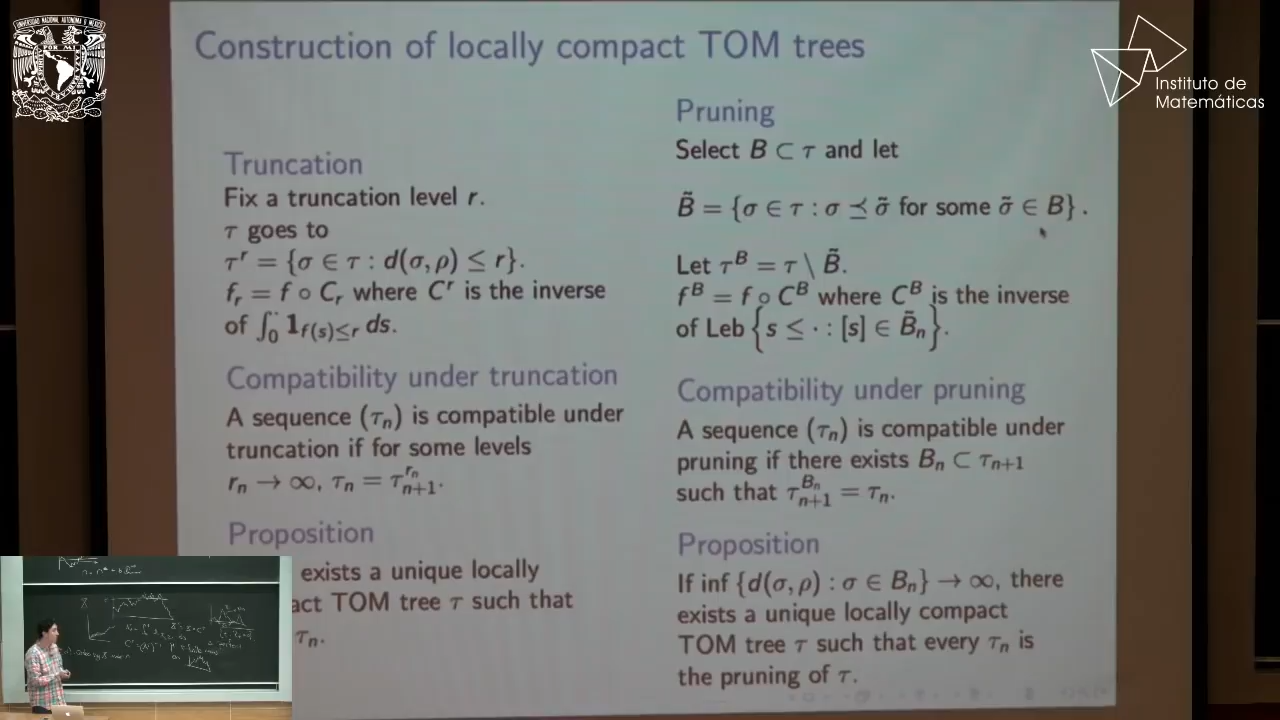 Construction of locally compact TOM trees
Truncation
Fix a truncation level r.
τ goes to
τ^r = {σ ∈ τ : d(σ, ρ) ≤ r}.
f_r = f ∘ C_r where C^r is the inverse
of ∫_0^· 1_{f(s)≤r} ds.
Compatibility under truncation
A sequence (τ_n) is compatible under
truncation if for some levels
r_n → ∞, τ_n = τ_{n+1}^{r_n}.
Proposition
exists a unique locally
act TOM tree τ such that
τ_n.
Pruning
Select B ⊂ τ and let
B̃ = {σ ∈ τ : σ ⪯ σ̃ for some σ̃ ∈ B}.
Let τ^B = τ \ B̃.
f^B = f ∘ C^B where C^B is the inverse
of Leb {s ≤ · : [s] ∈ B̃_n}.
Compatibility under pruning
A sequence (τ_n) is compatible under
pruning if there exists B_n ⊂ τ_{n+1}
such that τ_{n+1}^{B_n} = τ_n.
Proposition
If inf {d(σ, ρ) : σ ∈ B_n} → ∞, there
exists a unique locally compact
TOM tree τ such that every τ_n is
the pruning of τ.
Instituto de
Matemáticas